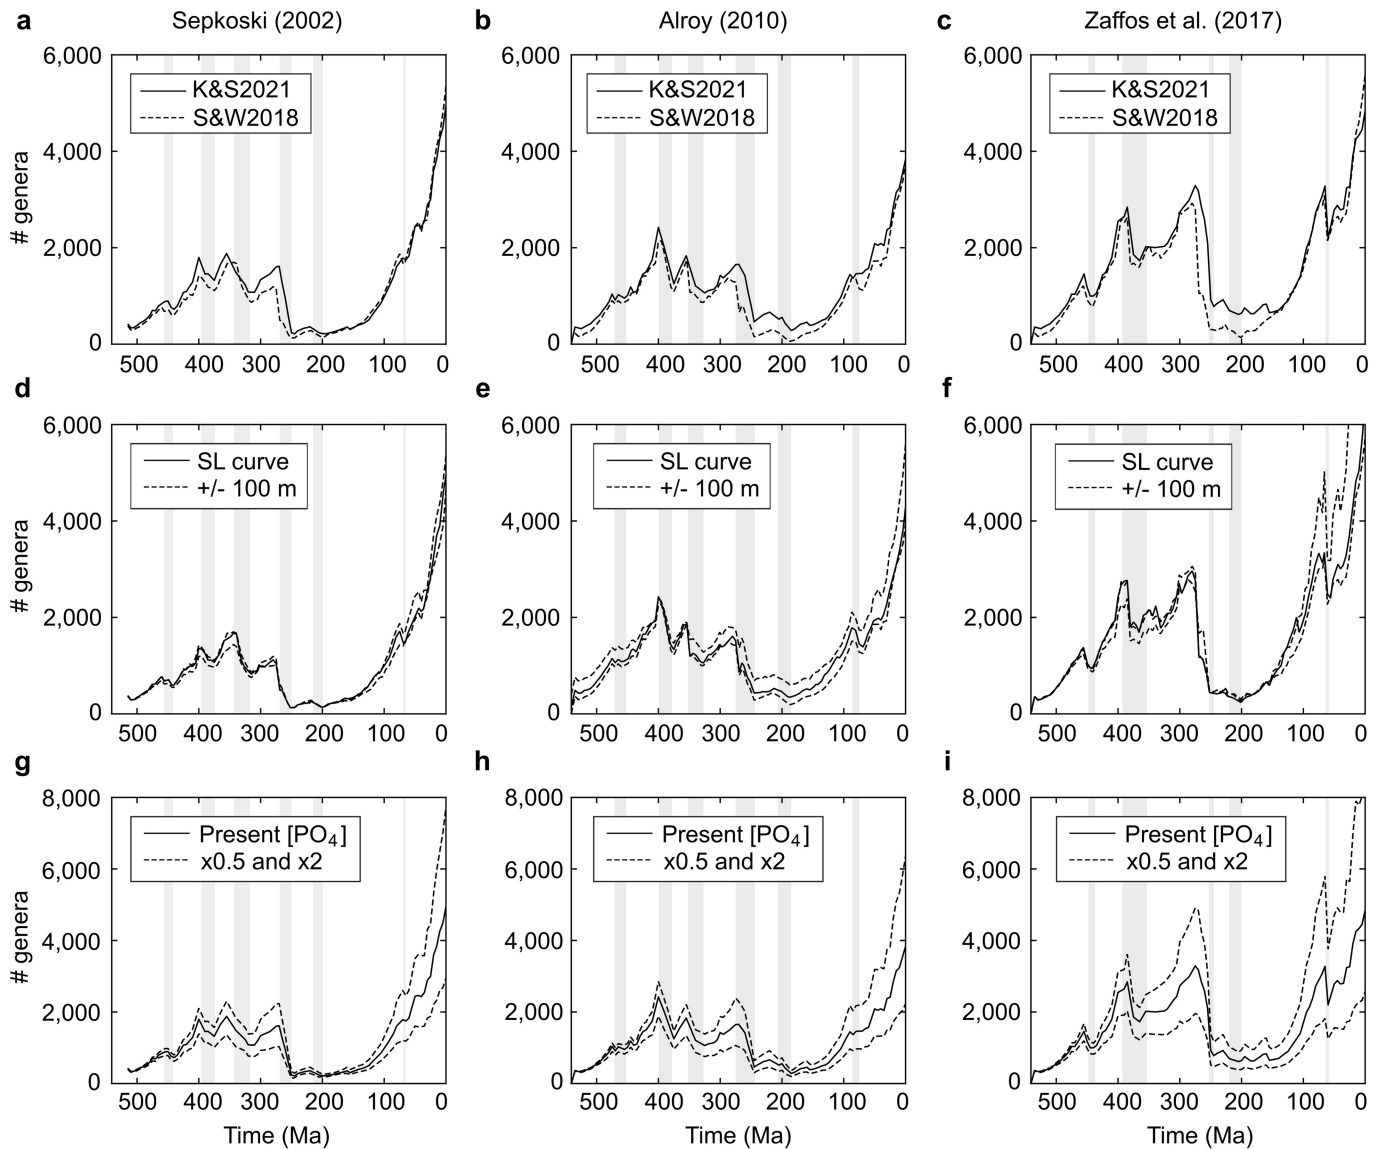 a Sepkoski (2002) b Alroy (2010) c Zaffos et al. (2017)
6,000 6,000 6,000
K&S2021 K&S2021 K&S2021
S&W2018 S&W2018 S&W2018
4,000 4,000 4,000
# genera
2,000 2,000 2,000
0 0 0
500 400 300 200 100 0 500 400 300 200 100 0 500 400 300 200 100 0
d e f
6,000 6,000 6,000
SL curve SL curve SL curve
+/- 100 m +/- 100 m +/- 100 m
4,000 4,000 4,000
# genera
2,000 2,000 2,000
0 0 0
500 400 300 200 100 0 500 400 300 200 100 0 500 400 300 200 100 0
g h i
8,000 8,000 8,000
Present [PO₄] Present [PO₄] Present [PO₄]
x0.5 and x2 x0.5 and x2 x0.5 and x2
6,000 6,000 6,000
# genera
4,000 4,000 4,000
2,000 2,000 2,000
0 0 0
500 400 300 200 100 0 500 400 300 200 100 0 500 400 300 200 100 0
Time (Ma) Time (Ma) Time (Ma)